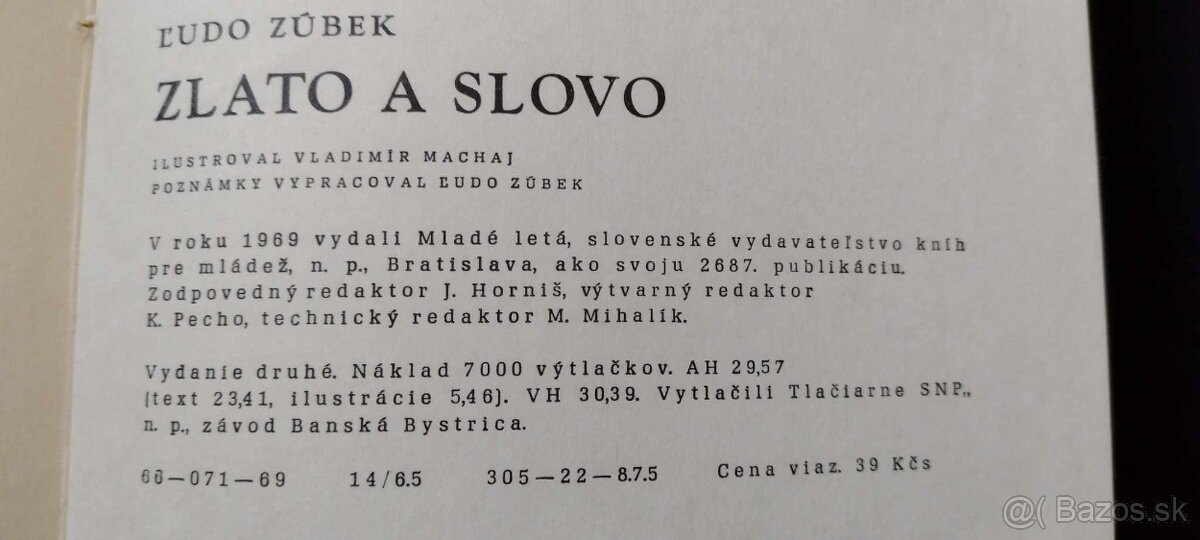 ĽUDO ZÚBEK
ZLATO A SLOVO
ILUSTROVAL VLADIMÍR MACHAJ
POZNÁMKY VYPRACOVAL ĽUDO ZÚBEK
V roku 1969 vydali Mladé letá, slovenské vydavateľstvo kníh
pre mládež, n. p., Bratislava, ako svoju 2687. publikáciu.
Zodpovedný redaktor J. Horniš, výtvarný redaktor
K. Pecho, technický redaktor M. Mihalík.
Vydanie druhé. Náklad 7000 výtlačkov. AH 29,57
(text 23,41, ilustrácie 5,46). VH 30,39. Vytlačili Tlačiarne SNP.,
n. p., závod Banská Bystrica.
66—071—69 14/6.5 305—22—8.7.5 Cena viaz. 39 Kčs
@( Bazos.sk